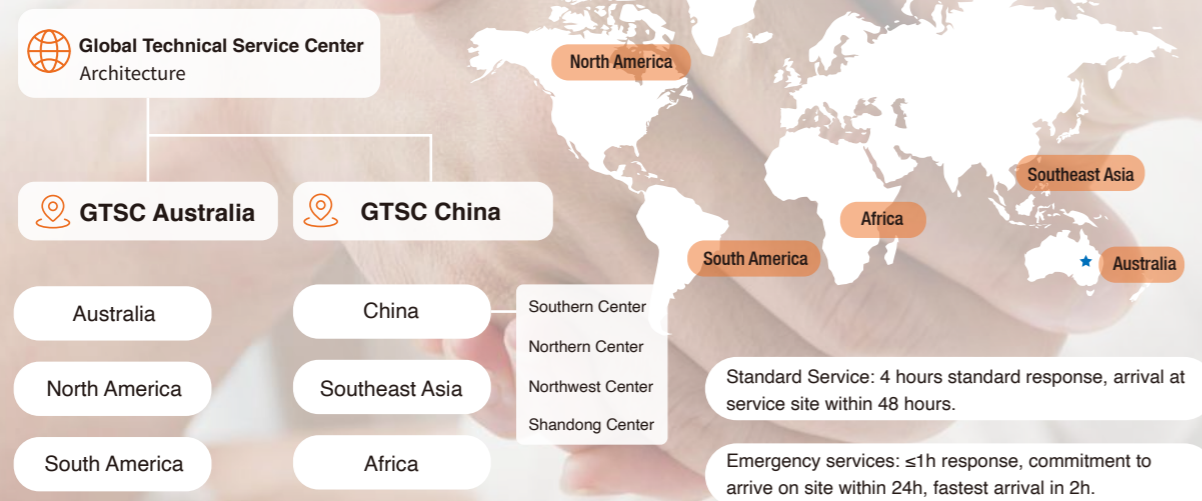 Global Technical Service Center
Architecture
GTSC Australia
GTSC China
Australia
North America
South America
China
Southeast Asia
Africa
Southern Center
Northern Center
Northwest Center
Shandong Center
North America
Southeast Asia
Africa
South America
Australia
Standard Service: 4 hours standard response, arrival at
service site within 48 hours.
Emergency services: ≤1h response, commitment to
arrive on site within 24h, fastest arrival in 2h.